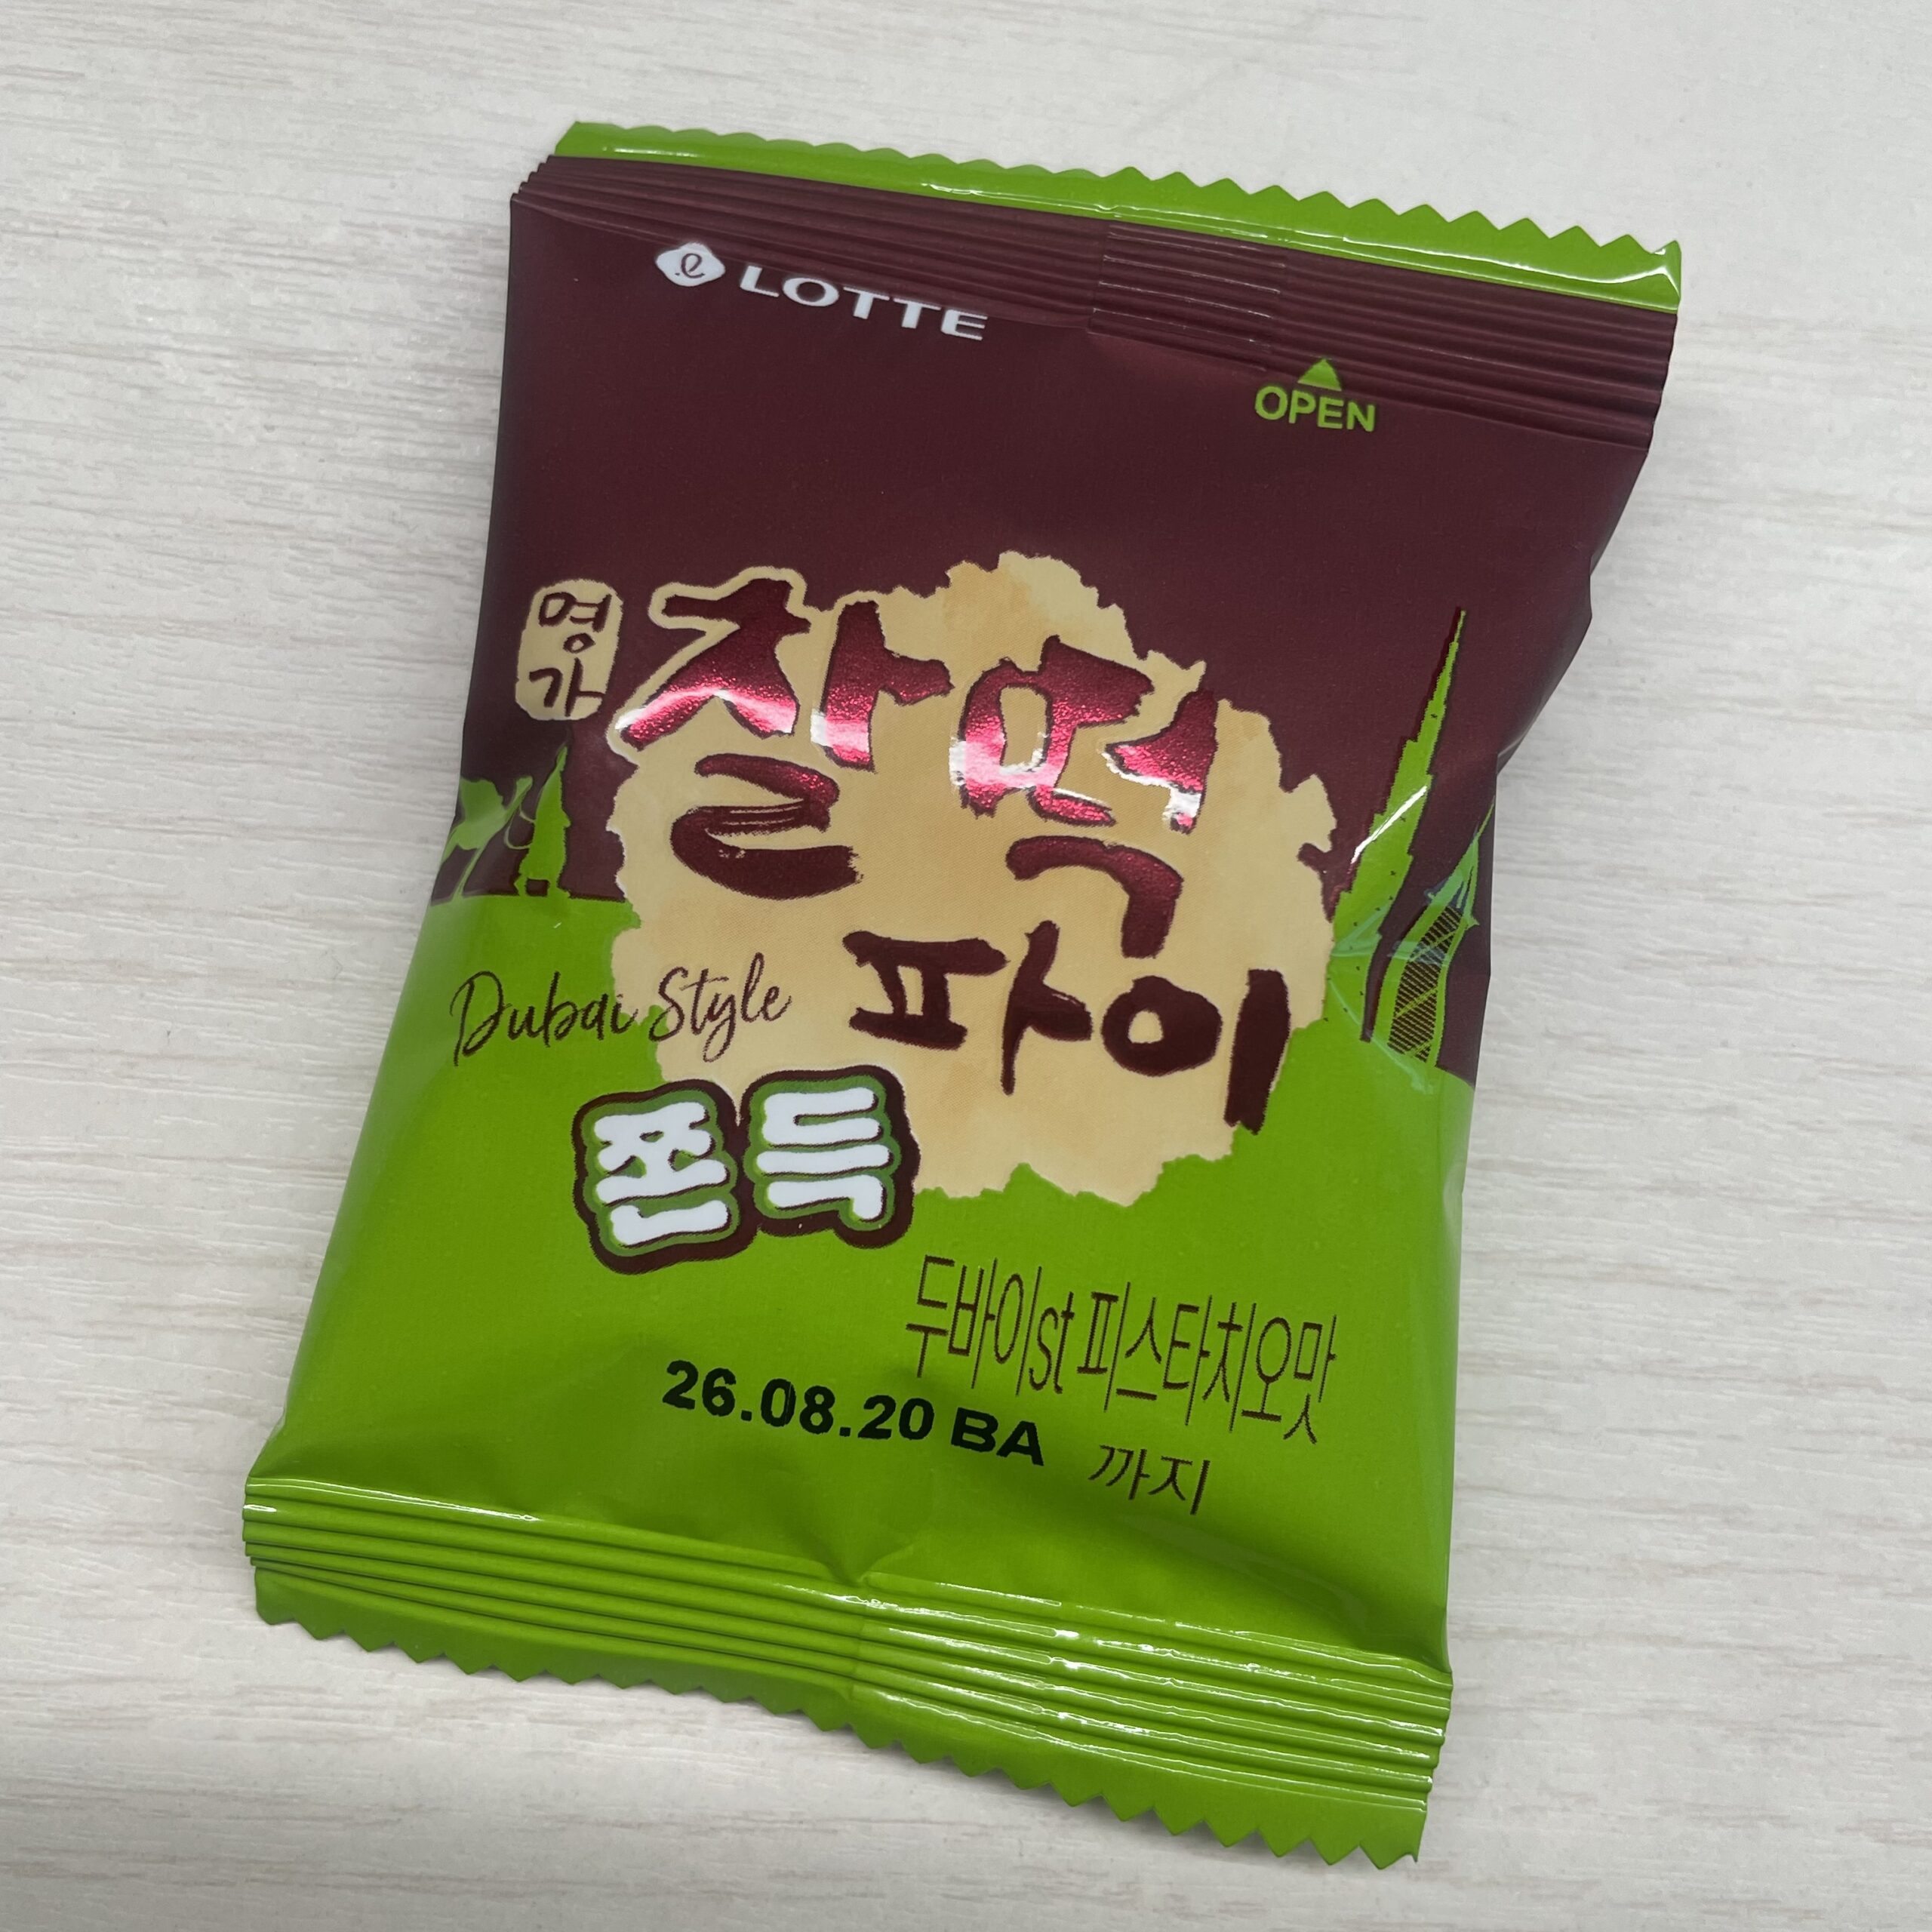 LOTTE
OPEN
명가
찰떡
파이
Dubai Style
쫀득
두바이st 피스타치오맛
26.08.20 BA 까지